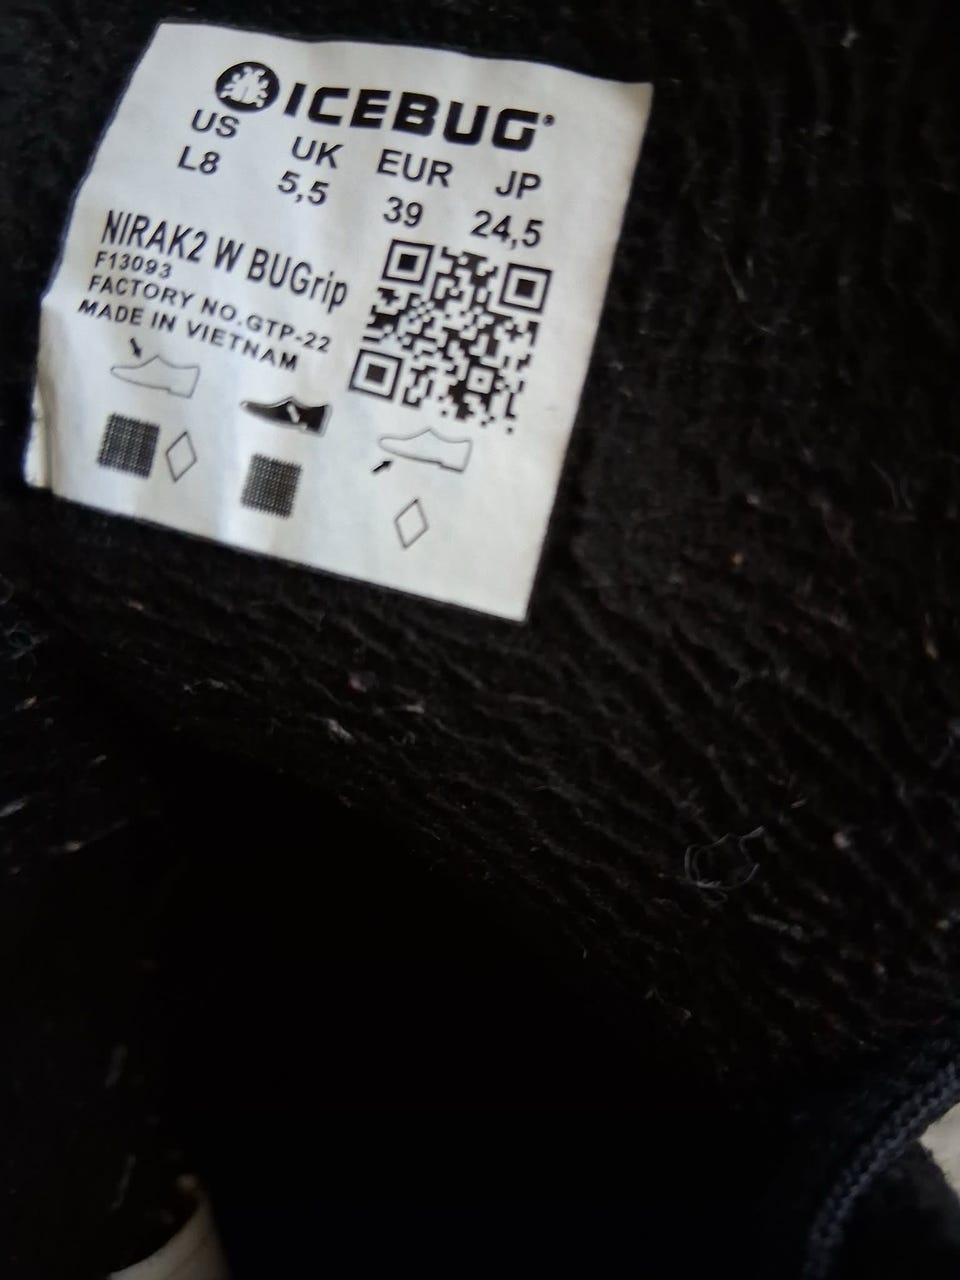 ICEBUG®
US UK EUR JP
L8 5,5 39 24,5
NIRAK2 W BUGrip
F13093
FACTORY NO.GTP-22
MADE IN VIETNAM